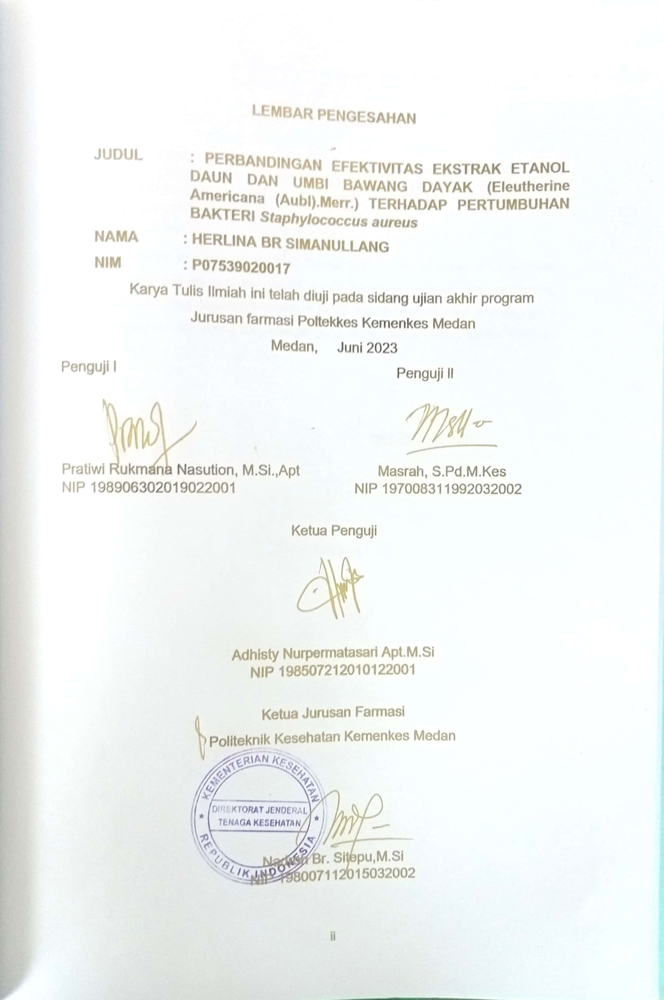 LEMBAR PENGESAHAN
JUDUL : PERBANDINGAN EFEKTIVITAS EKSTRAK ETANOL
DAUN DAN UMBI BAWANG DAYAK (Eleutherine
Americana (Aubl).Merr.) TERHADAP PERTUMBUHAN
BAKTERI Staphylococcus aureus
NAMA : HERLINA BR SIMANULLANG
NIM : P07539020017
Karya Tulis Ilmiah ini telah diuji pada sidang ujian akhir program
Jurusan farmasi Poltekkes Kemenkes Medan
Medan, Juni 2023
Penguji I Penguji II
Pratiwi Rukmana Nasution, M.Si.,Apt Masrah, S.Pd.M.Kes
NIP 198906302019022001 NIP 197008311992032002
Ketua Penguji
Adhisty Nurpermatasari Apt.M.Si
NIP 198507212010122001
Ketua Jurusan Farmasi
Politeknik Kesehatan Kemenkes Medan
KEMENTERIAN KESEHATAN
DIREKTORAT JENDERAL
TENAGA KESEHATAN
REPUBLIK INDONESIA
Br. Sitepu,M.Si
NIP 198007112015032002
ii